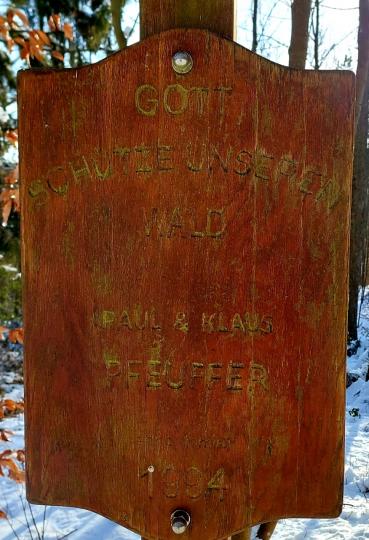 GOTT
SCHÜTZE UNSEREN
WALD
PAUL & KLAUS
PFEUFFER
1994